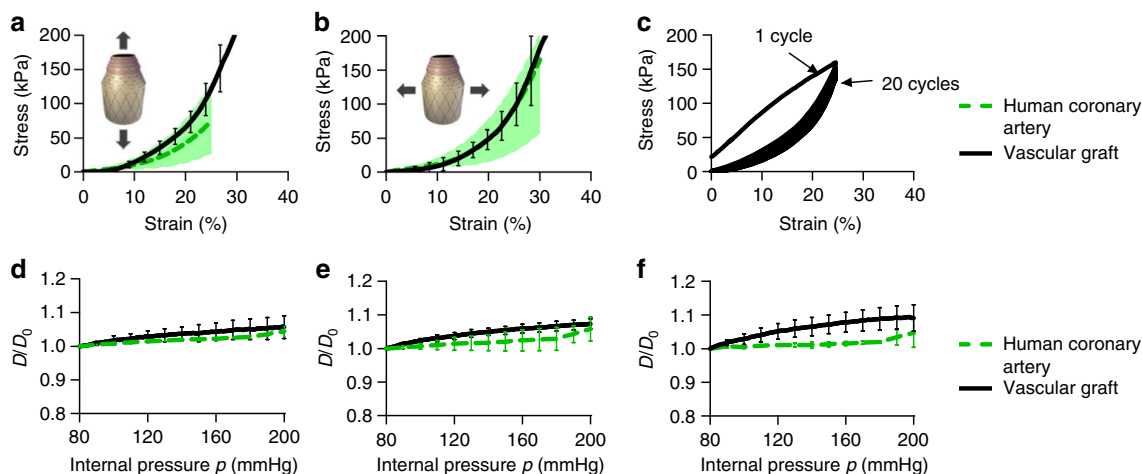 a
200
150
100
50
0
Stress (kPa)
0 10 20 30 40
Strain (%)
b
200
150
100
50
0
Stress (kPa)
0 10 20 30 40
Strain (%)
c
200
150
100
50
0
Stress (kPa)
1 cycle
20 cycles
0 10 20 30 40
Strain (%)
Human coronary
artery
Vascular graft
d
1.2
1.1
1.0
0.9
0.8
D/D0
80 120 160 200
Internal pressure p (mmHg)
e
1.2
1.1
1.0
0.9
0.8
D/D0
80 120 160 200
Internal pressure p (mmHg)
f
1.2
1.1
1.0
0.9
0.8
D/D0
80 120 160 200
Internal pressure p (mmHg)
Human coronary
artery
Vascular graft